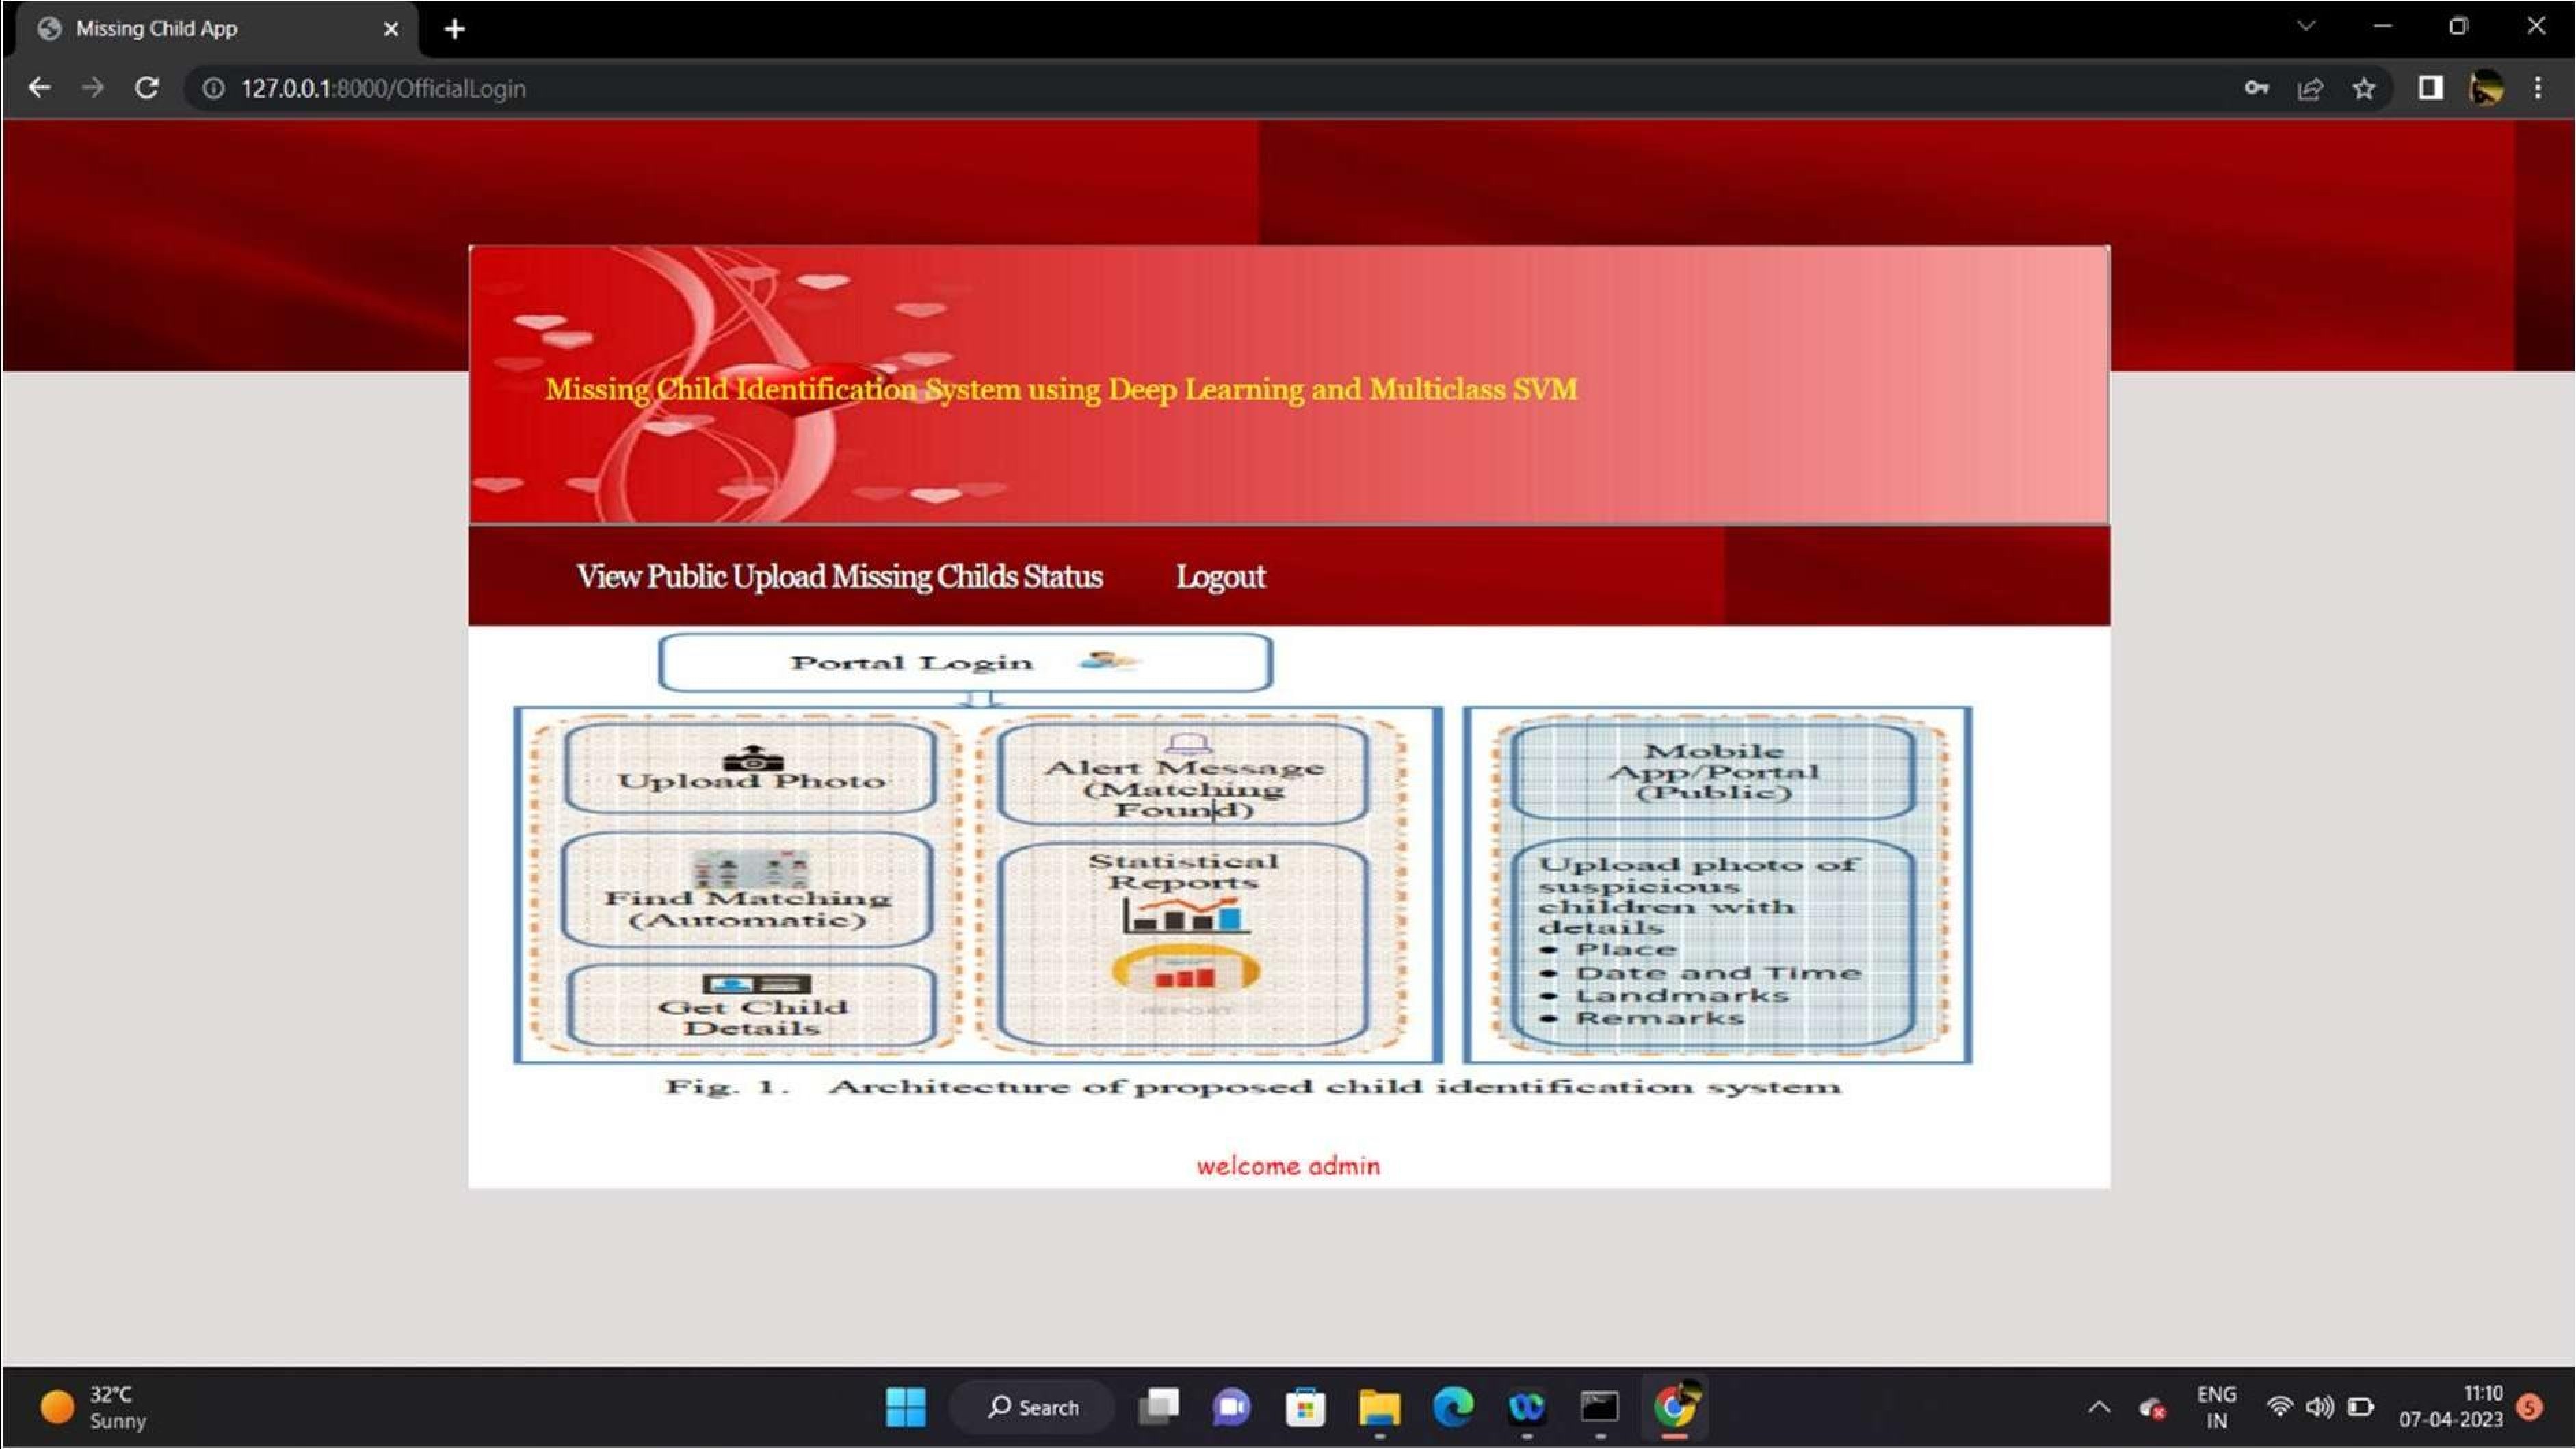 Missing Child App
127.0.0.1:8000/OfficialLogin
Missing Child Identification System using Deep Learning and Multiclass SVM
View Public Upload Missing Childs Status
Logout
Portal Login
Upload Photo
Find Matching
(Automatic)
Get Child
Details
Alert Message
(Matching
Found)
Statistical
Reports
REPORT
Mobile
App/Portal
(Public)
Upload photo of
suspicious
children with
details
• Place
• Date and Time
• Landmarks
• Remarks
Fig. 1. Architecture of proposed child identification system
welcome admin
32°C
Sunny
Search
ENG
IN
11:10
07-04-2023
5